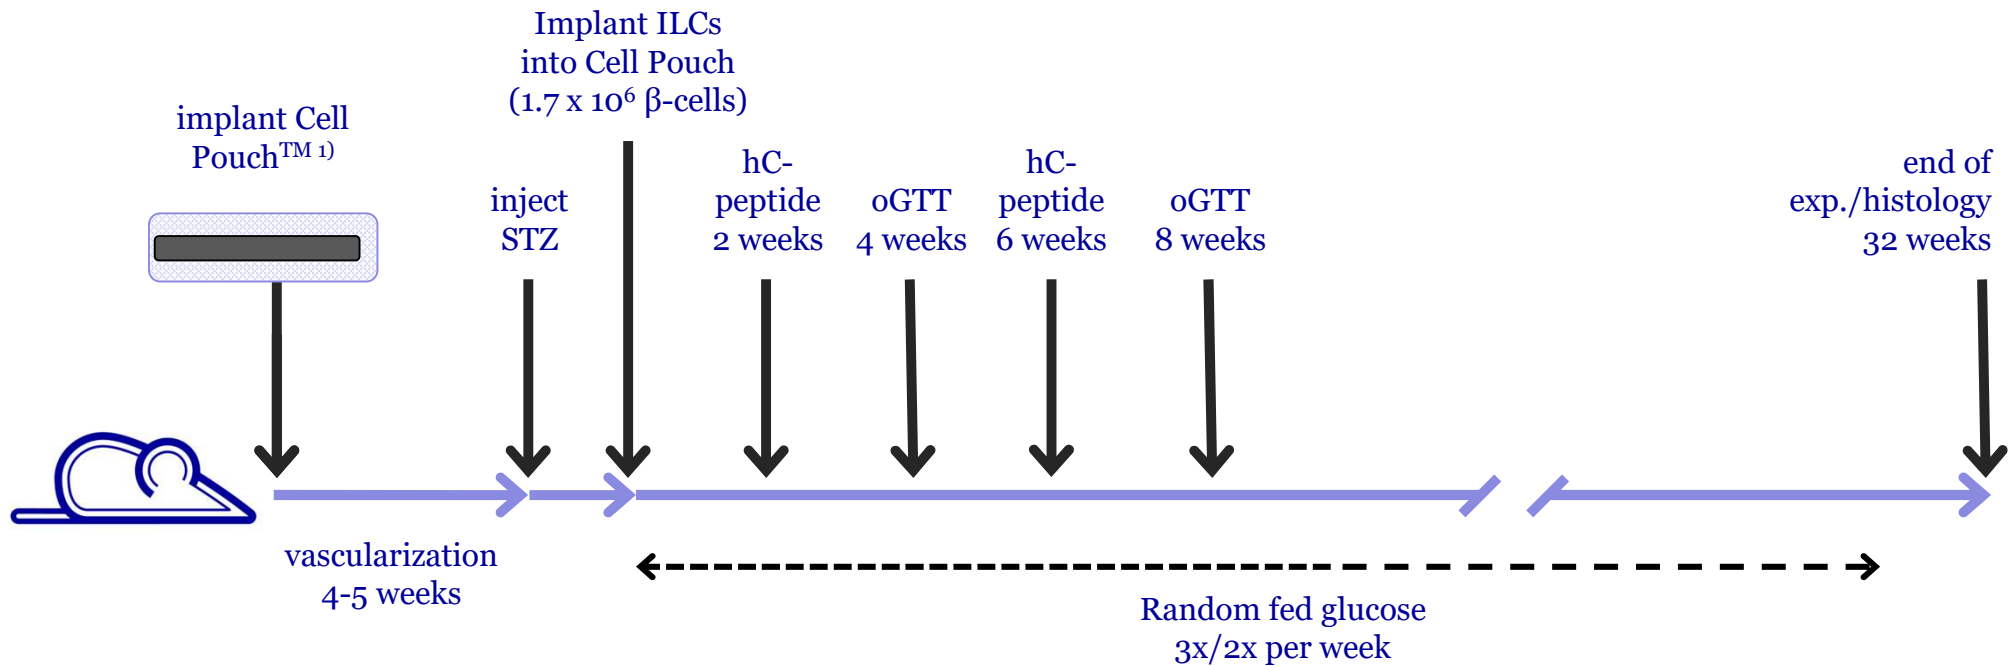 Implant ILCs
into Cell Pouch
(1.7 x 10⁶ β-cells)
implant Cell
Pouch™ ¹⁾
inject
STZ
hC-
peptide
2 weeks
oGTT
4 weeks
hC-
peptide
6 weeks
oGTT
8 weeks
end of
exp./histology
32 weeks
vascularization
4-5 weeks
Random fed glucose
3x/2x per week